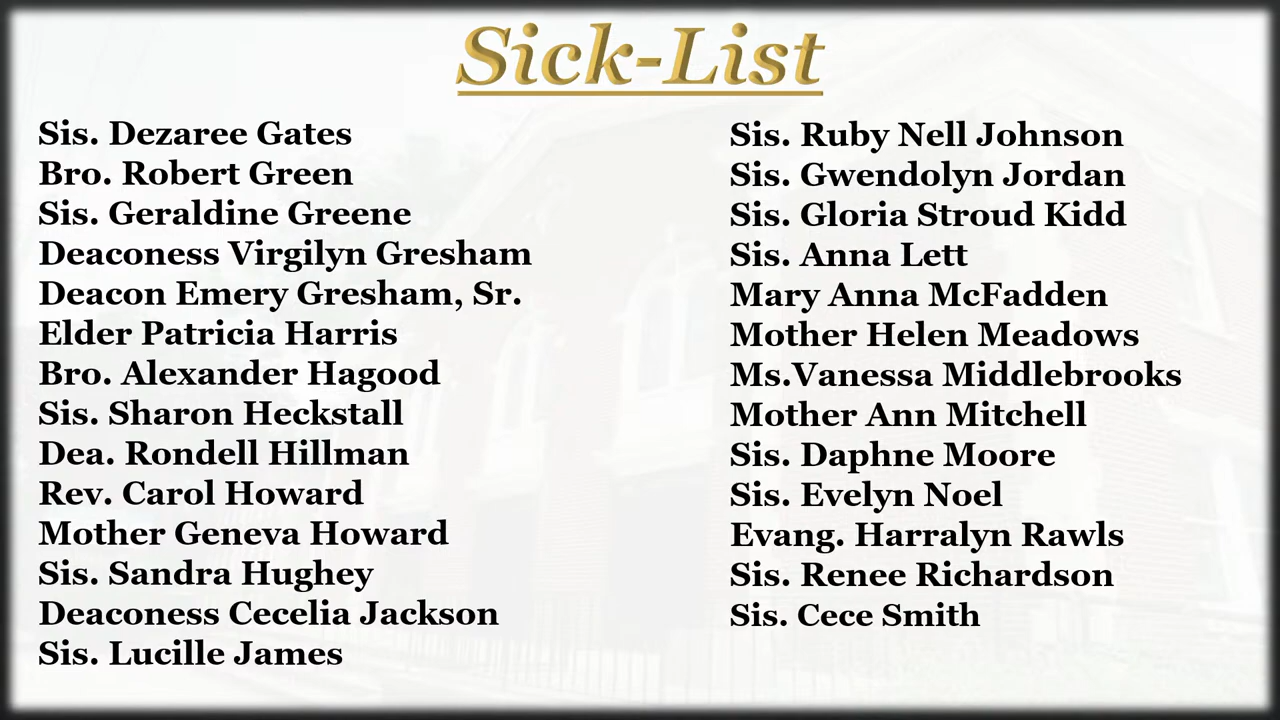 Sick-List
Sis. Dezaree Gates
Bro. Robert Green
Sis. Geraldine Greene
Deaconess Virgilyn Gresham
Deacon Emery Gresham, Sr.
Elder Patricia Harris
Bro. Alexander Hagood
Sis. Sharon Heckstall
Dea. Rondell Hillman
Rev. Carol Howard
Mother Geneva Howard
Sis. Sandra Hughey
Deaconess Cecelia Jackson
Sis. Lucille James
Sis. Ruby Nell Johnson
Sis. Gwendolyn Jordan
Sis. Gloria Stroud Kidd
Sis. Anna Lett
Mary Anna McFadden
Mother Helen Meadows
Ms.Vanessa Middlebrooks
Mother Ann Mitchell
Sis. Daphne Moore
Sis. Evelyn Noel
Evang. Harralyn Rawls
Sis. Renee Richardson
Sis. Cece Smith